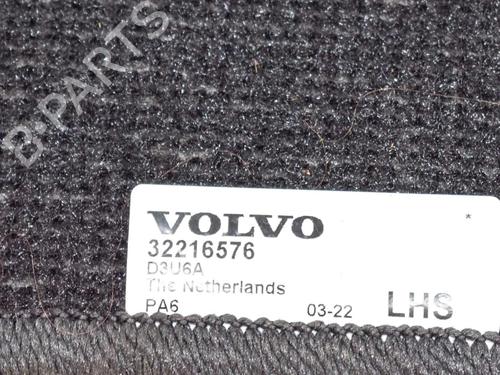 B-PARTS
VOLVO *
32216576
D3U6A
The Netherlands
PA6 03-22 LHS